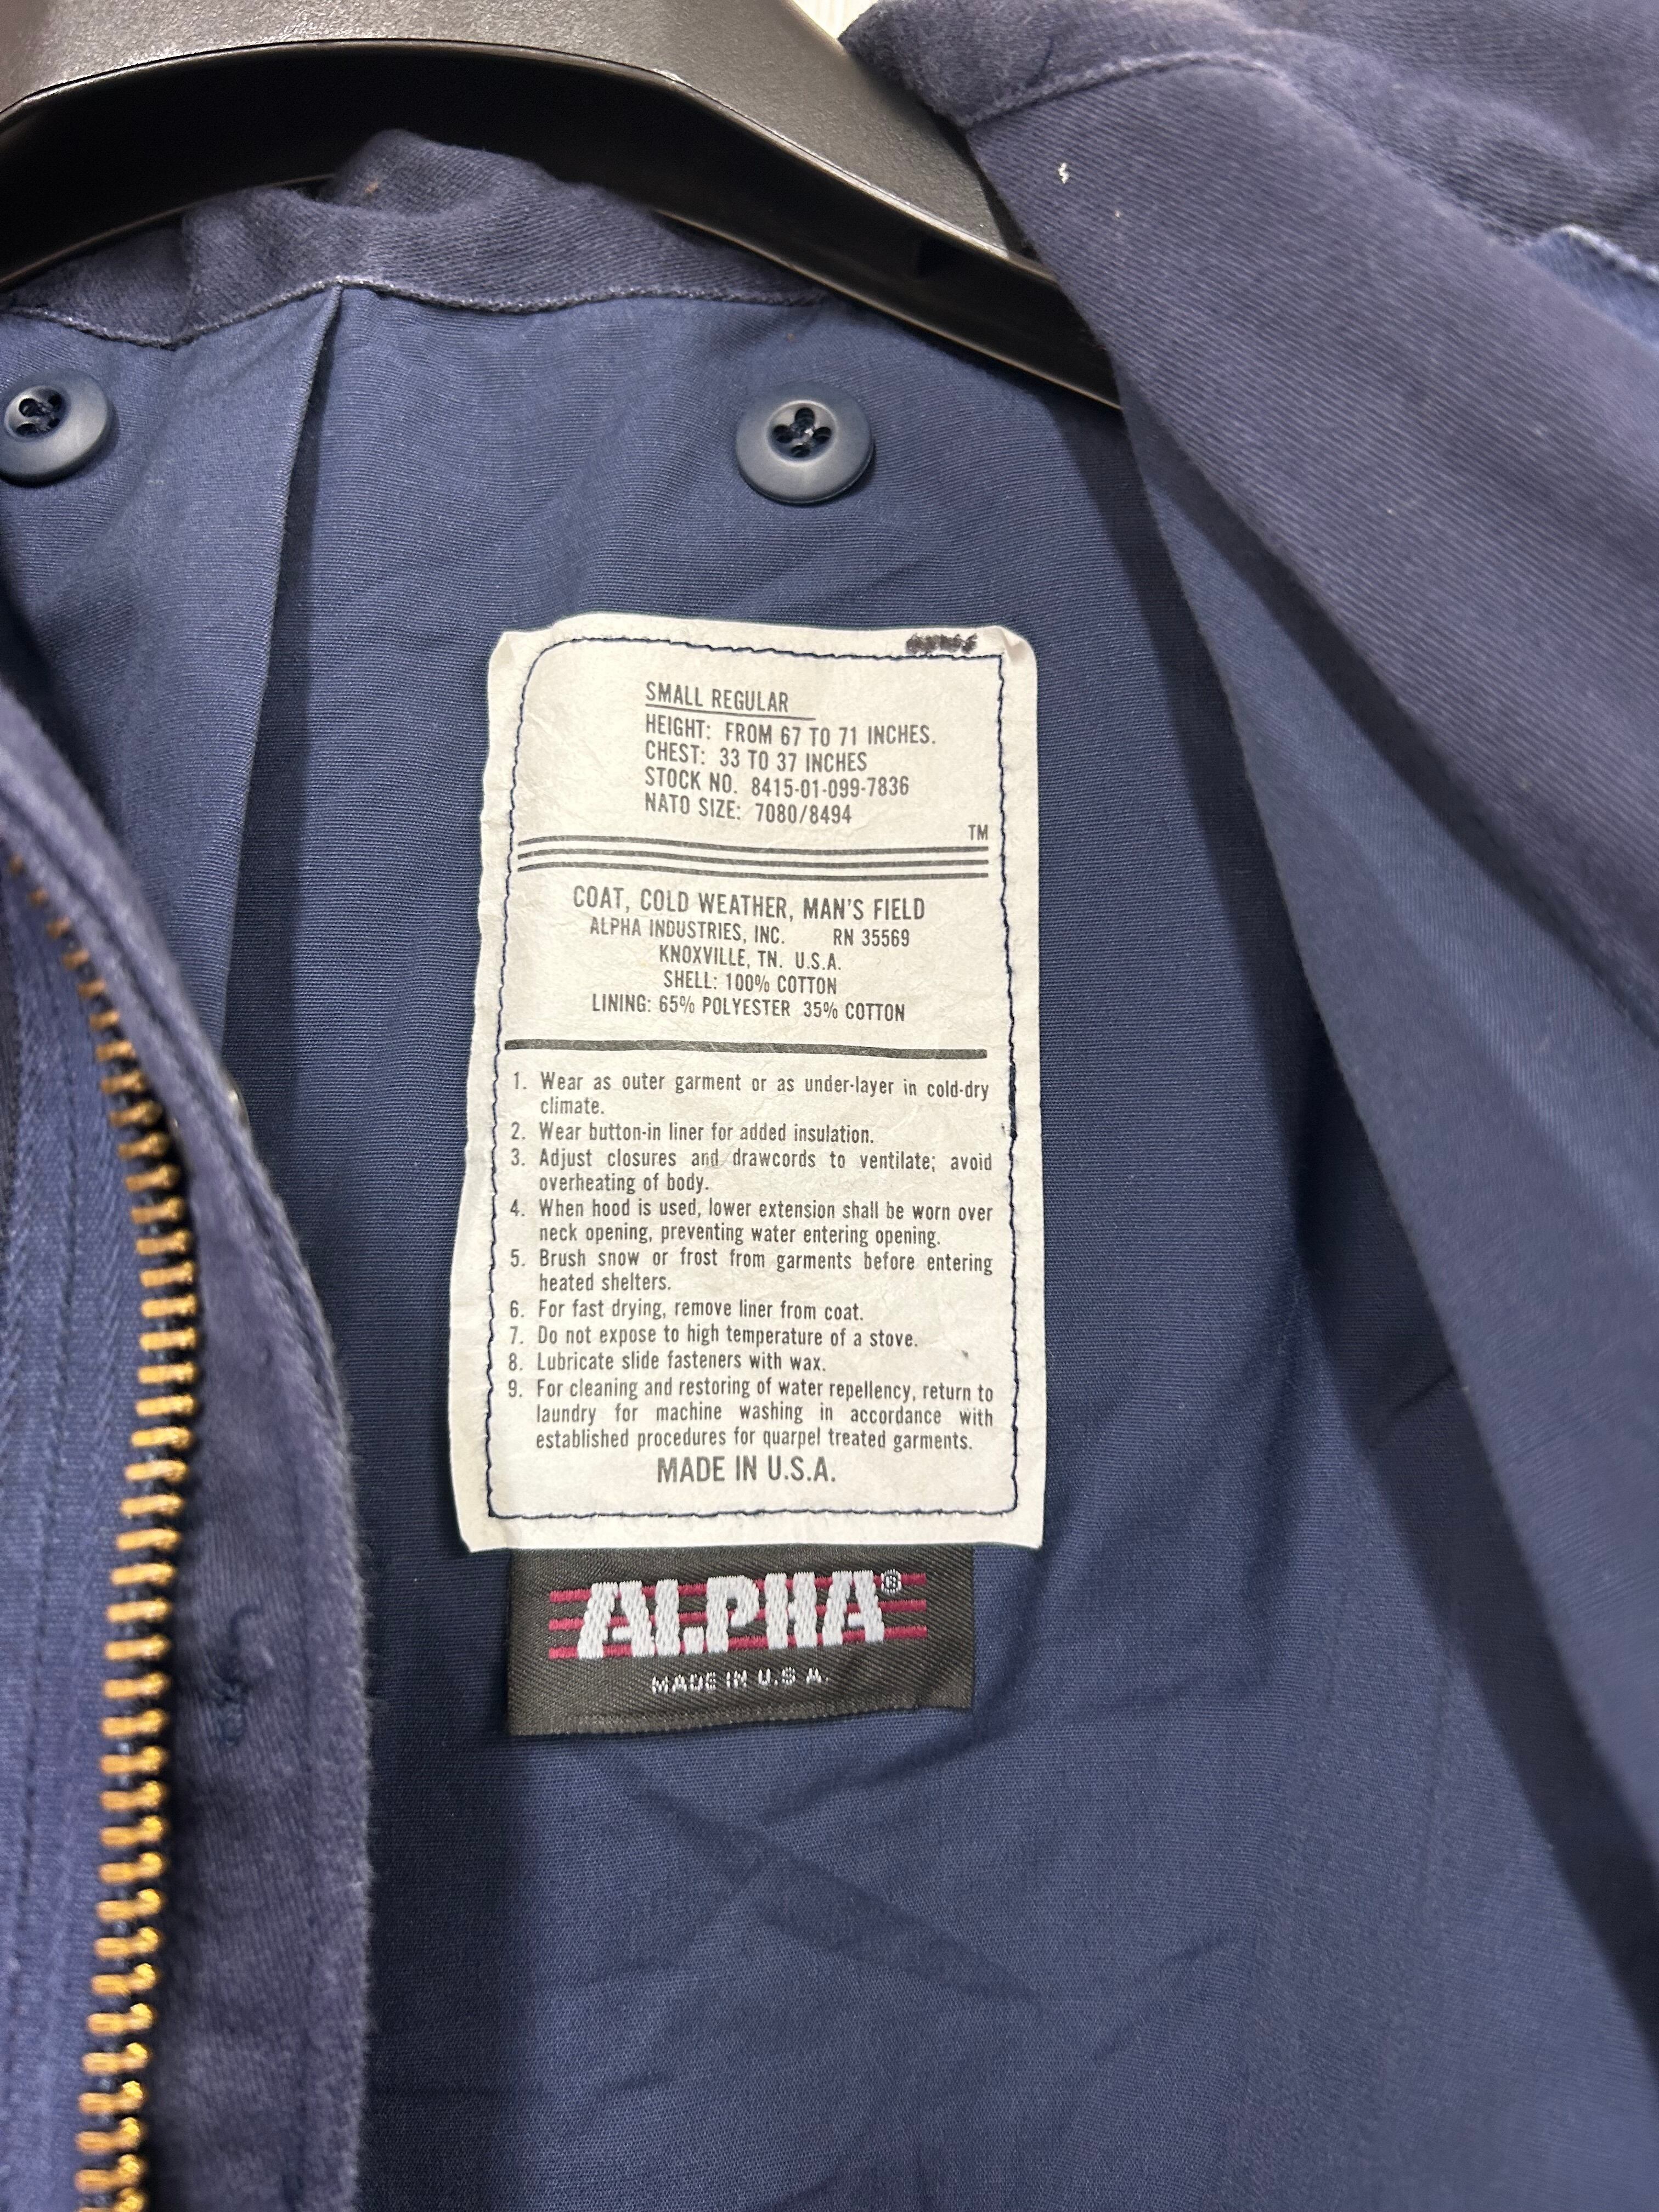 SMALL REGULAR
HEIGHT: FROM 67 TO 71 INCHES.
CHEST: 33 TO 37 INCHES
STOCK NO. 8415-01-099-7836
NATO SIZE: 7080/8494
TM
COAT, COLD WEATHER, MAN'S FIELD
ALPHA INDUSTRIES, INC. RN 35569
KNOXVILLE, TN. U.S.A.
SHELL: 100% COTTON
LINING: 65% POLYESTER 35% COTTON
1. Wear as outer garment or as under-layer in cold-dry
climate.
2. Wear button-in liner for added insulation.
3. Adjust closures and drawcords to ventilate; avoid
overheating of body.
4. When hood is used, lower extension shall be worn over
neck opening, preventing water entering opening.
5. Brush snow or frost from garments before entering
heated shelters.
6. For fast drying, remove liner from coat.
7. Do not expose to high temperature of a stove.
8. Lubricate slide fasteners with wax.
9. For cleaning and restoring of water repellency, return to
laundry for machine washing in accordance with
established procedures for quarpel treated garments.
MADE IN U.S.A.
ALPHA®
MADE IN U.S.A.